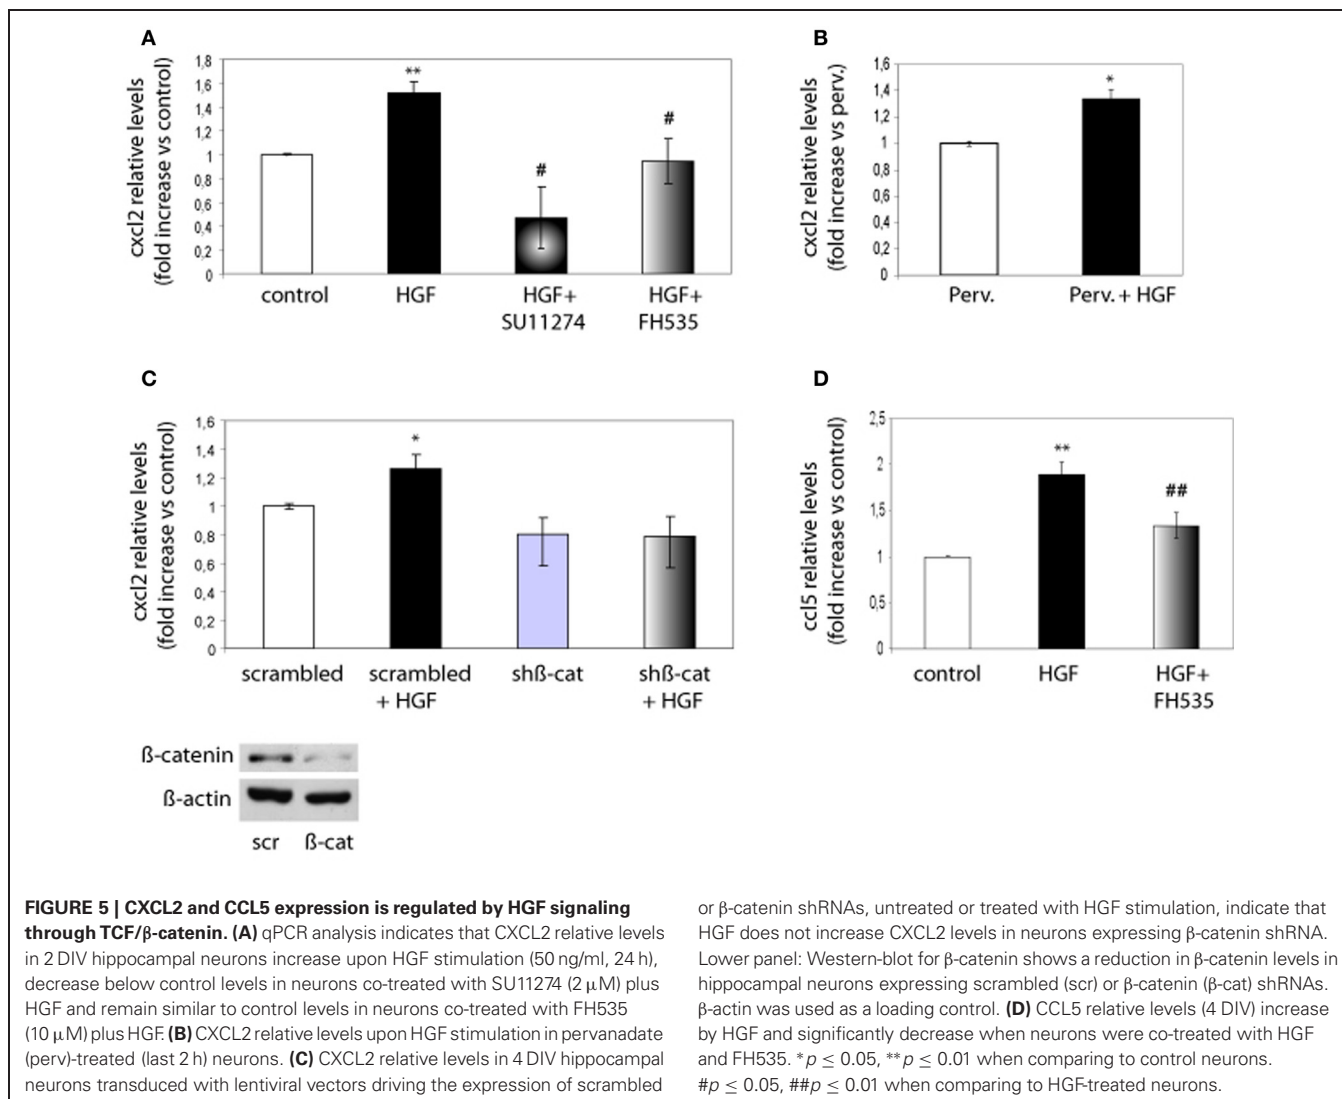 A
cxcl2 relative levels
(fold increase vs control)
1,8
1,6
1,4
1,2
1
0,8
0,6
0,4
0,2
0
**
#
#
control
HGF
HGF+
SU11274
HGF+
FH535
B
cxcl2 relative levels
(fold increase vs perv.)
1,6
1,4
1,2
1
0,8
0,6
0,4
0,2
0
*
Perv.
Perv. + HGF
C
cxcl2 relative levels
(fold increase vs control)
1,6
1,4
1,2
1
0,8
0,6
0,4
0,2
0
*
scrambled
scrambled
+ HGF
shß-cat
shß-cat
+ HGF
ß-catenin
ß-actin
scr ß-cat
D
ccl5 relative levels
(fold increase vs control)
2,5
2
1,5
1
0,5
0
**
##
control
HGF
HGF+
FH535
FIGURE 5 | CXCL2 and CCL5 expression is regulated by HGF signaling
through TCF/β-catenin. (A) qPCR analysis indicates that CXCL2 relative levels
in 2 DIV hippocampal neurons increase upon HGF stimulation (50 ng/ml, 24 h),
decrease below control levels in neurons co-treated with SU11274 (2 μM) plus
HGF and remain similar to control levels in neurons co-treated with FH535
(10 μM) plus HGF. (B) CXCL2 relative levels upon HGF stimulation in pervanadate
(perv)-treated (last 2 h) neurons. (C) CXCL2 relative levels in 4 DIV hippocampal
neurons transduced with lentiviral vectors driving the expression of scrambled
or β-catenin shRNAs, untreated or treated with HGF stimulation, indicate that
HGF does not increase CXCL2 levels in neurons expressing β-catenin shRNA.
Lower panel: Western-blot for β-catenin shows a reduction in β-catenin levels in
hippocampal neurons expressing scrambled (scr) or β-catenin (β-cat) shRNAs.
β-actin was used as a loading control. (D) CCL5 relative levels (4 DIV) increase
by HGF and significantly decrease when neurons were co-treated with HGF
and FH535. *p ≤ 0.05, **p ≤ 0.01 when comparing to control neurons.
#p ≤ 0.05, ##p ≤ 0.01 when comparing to HGF-treated neurons.